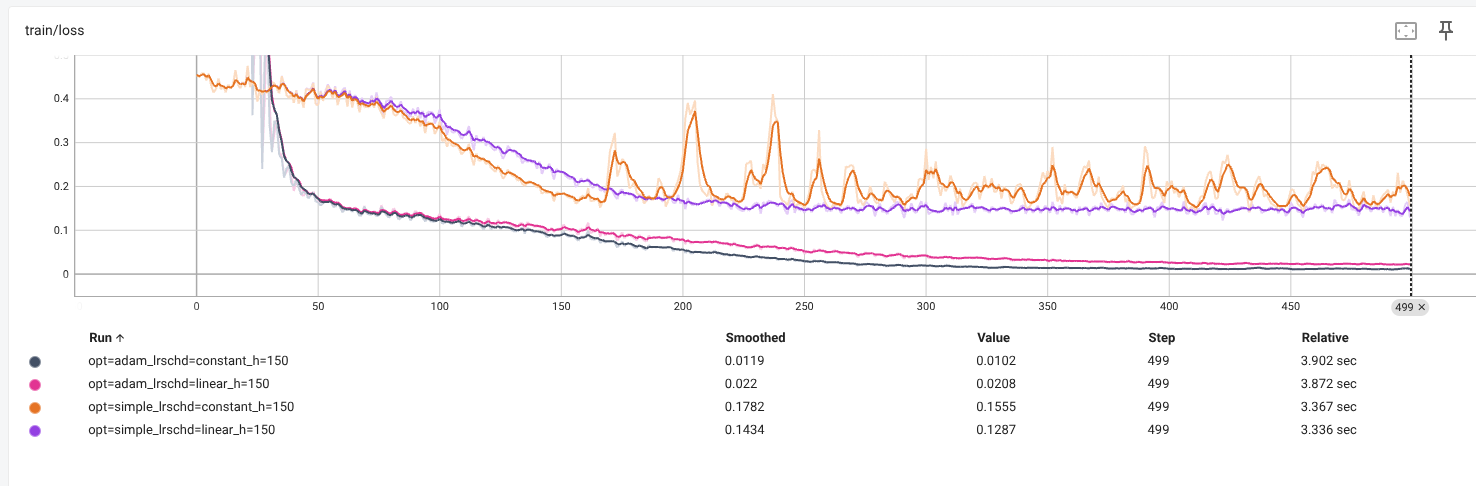 train/loss
0.4
0.3
0.2
0.1
0
0 50 100 150 200 250 300 350 400 450 499 ✕
Run ↑ Smoothed Value Step Relative
opt=adam_lrschd=constant_h=150 0.0119 0.0102 499 3.902 sec
opt=adam_lrschd=linear_h=150 0.022 0.0208 499 3.872 sec
opt=simple_lrschd=constant_h=150 0.1782 0.1555 499 3.367 sec
opt=simple_lrschd=linear_h=150 0.1434 0.1287 499 3.336 sec